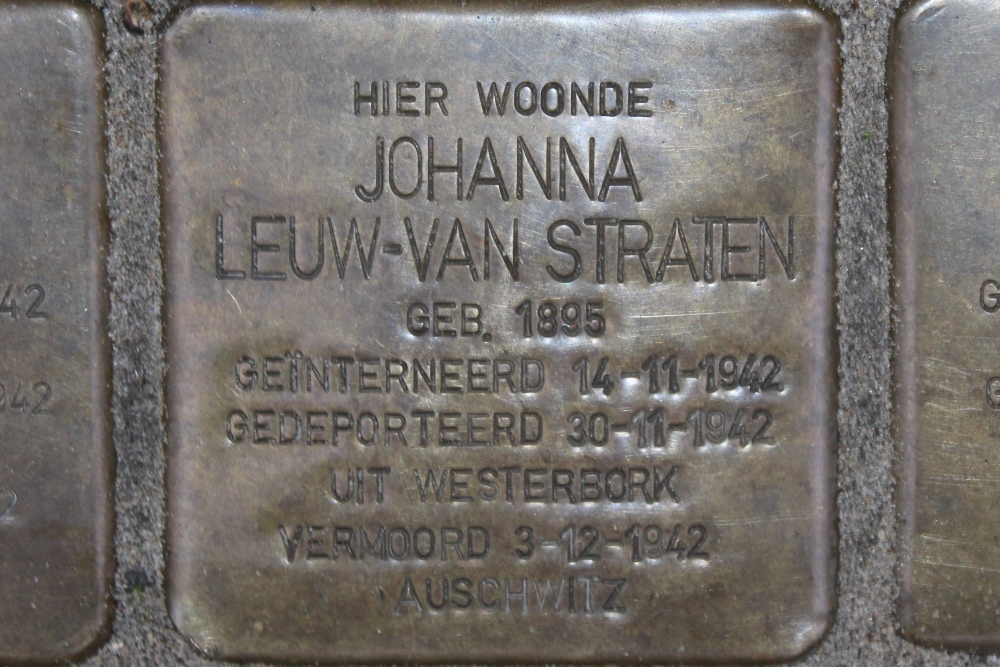 HIER WOONDE
JOHANNA
LEUW-VAN STRATEN
GEB. 1895
GEÏNTERNEERD 14-11-1942
GEDEPORTEERD 30-11-1942
UIT WESTERBORK
VERMOORD 3-12-1942
AUSCHWITZ